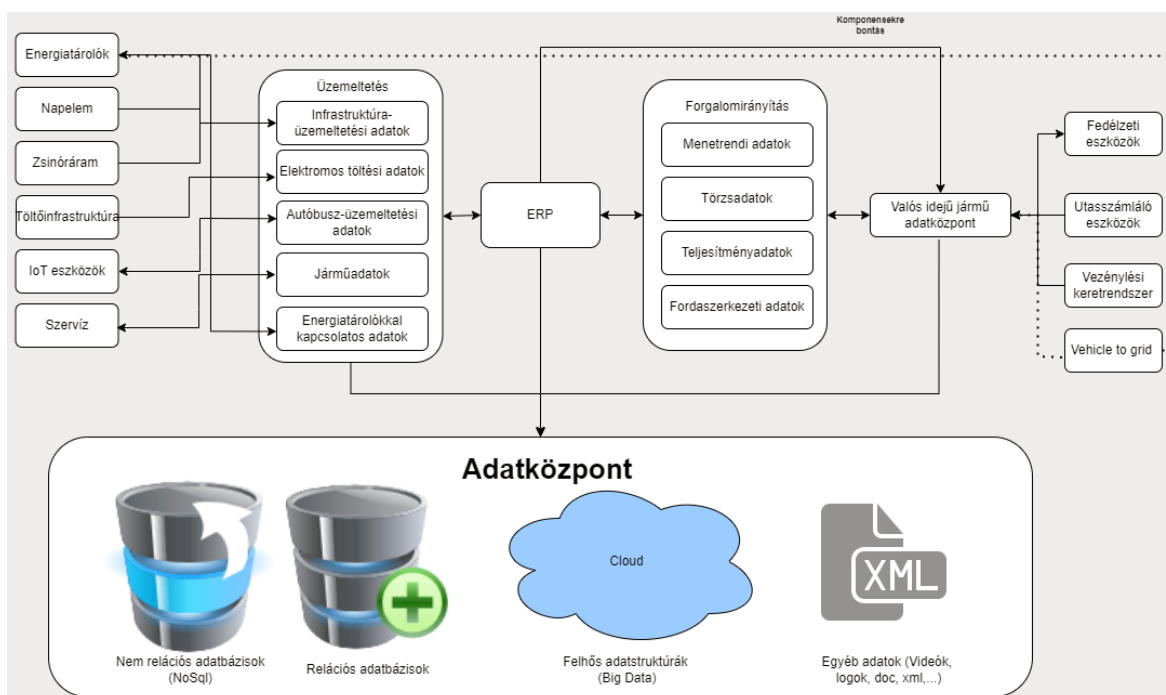 Komponensekre
bontás
Energiatárolók
Napelem
Zsinóráram
Töltőinfrastruktúra
IoT eszközök
Szervíz
Üzemeltetés
Infrastruktúra-
üzemeltetési adatok
Elektromos töltési adatok
Autóbusz-üzemeltetési
adatok
Járműadatok
Energiatárolókkal
kapcsolatos adatok
ERP
Forgalomirányítás
Menetrendi adatok
Törzsadatok
Teljesítményadatok
Fordaszerkezeti adatok
Valós idejű jármű
adatközpont
Fedélzeti
eszközök
Utasszámláló
eszközök
Vezénylési
keretrendszer
Vehicle to grid
Adatközpont
Cloud
XML
Nem relációs adatbázisok
(NoSql)
Relációs adatbázisok
Felhős adatstruktúrák
(Big Data)
Egyéb adatok (Videók,
logok, doc, xml,...)